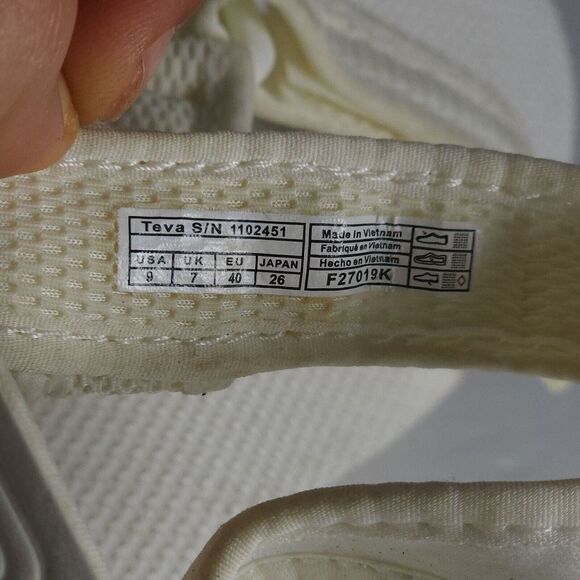 Teva S/N 1102451
USA UK EU JAPAN
9 7 40 26
Made in Vietnam
Fabriqué en Vietnam
Hecho en Vietnam
F27019K